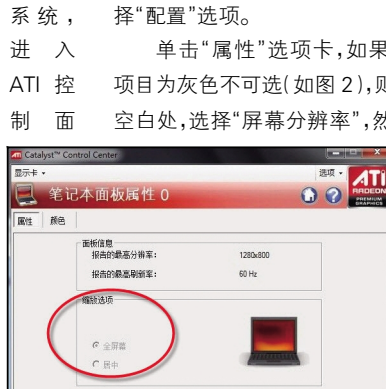 系统，
进入
ATI 控
制面
择“配置”选项。
单击“属性”选项卡，如果
项目为灰色不可选(如图2)，则
空白处，选择“屏幕分辨率”，然
Catalyst™ Control Center
显示卡
选项
ATI
RADEON
PREMIUM
GRAPHICS
笔记本面板属性 0
属性 颜色
面板信息
报告的最高分辨率： 1280x800
报告的最高刷新率： 60 Hz
缩放选项
全屏幕
居中